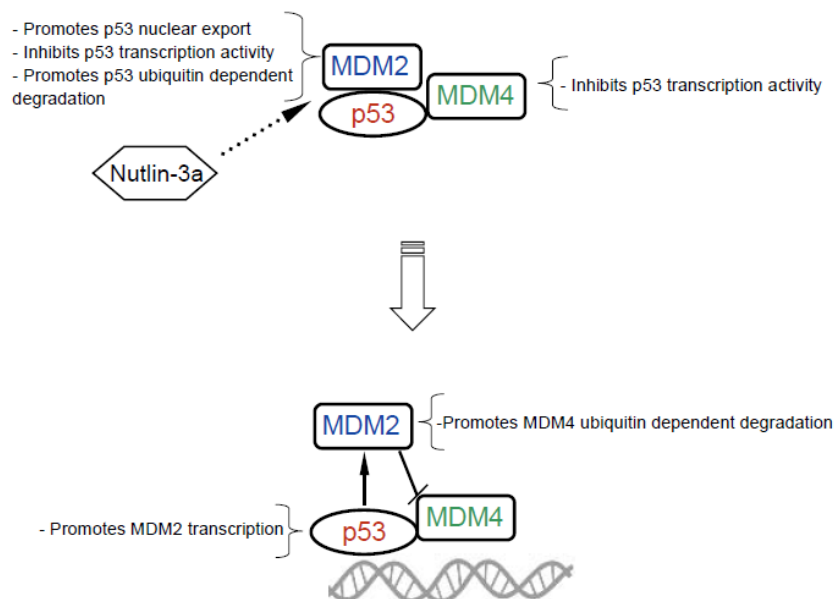 - Promotes p53 nuclear export
- Inhibits p53 transcription activity
- Promotes p53 ubiquitin dependent
degradation
MDM2
MDM4
p53
- Inhibits p53 transcription activity
Nutlin-3a
MDM2
-Promotes MDM4 ubiquitin dependent degradation
- Promotes MDM2 transcription
p53
MDM4